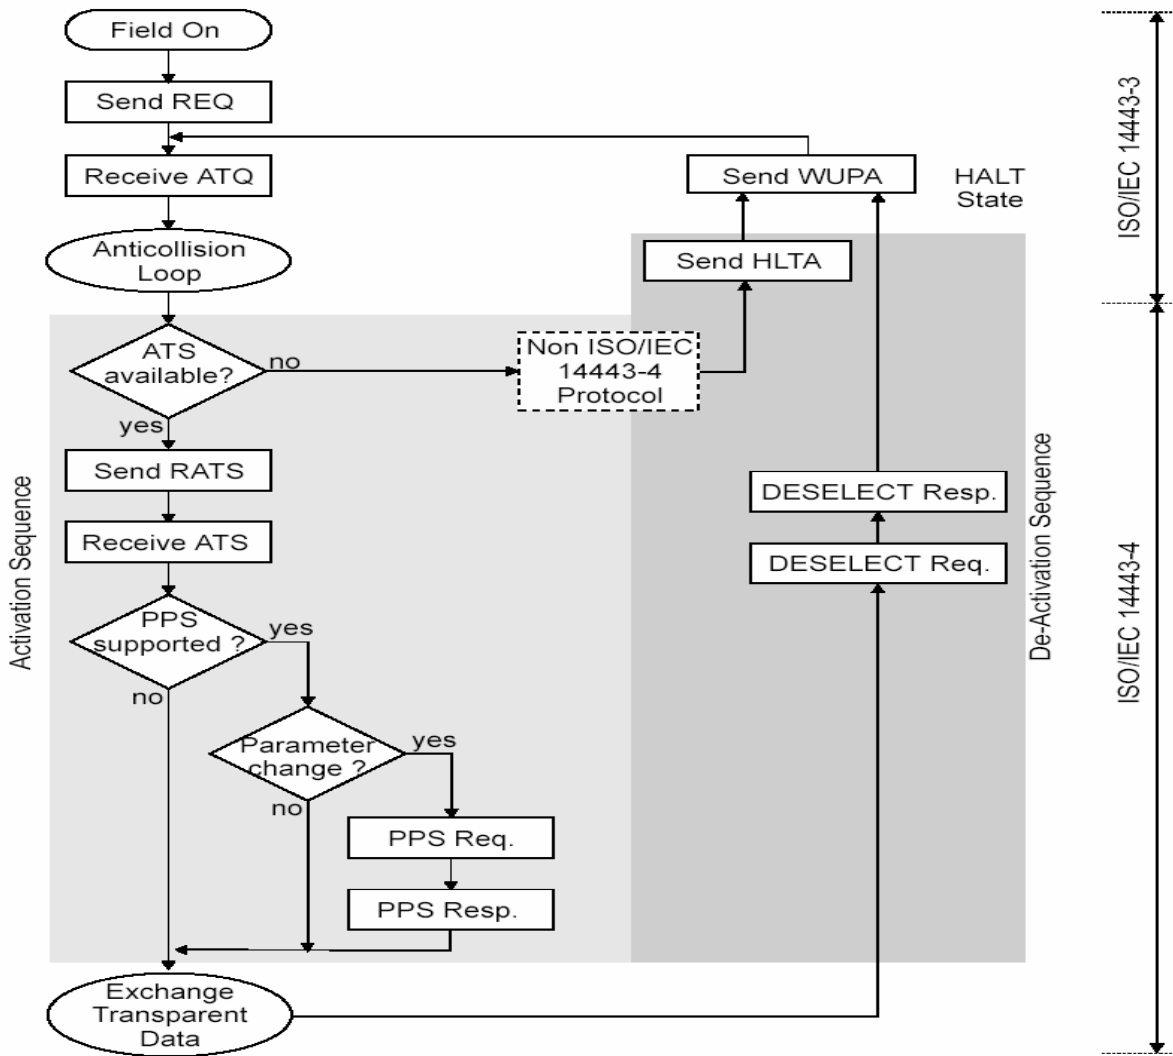 Field On
Send REQ
Receive ATQ
Anticollision
Loop
ATS
available?
no
yes
Non ISO/IEC
14443-4
Protocol
Send HLTA
Send WUPA
HALT
State
Send RATS
Receive ATS
PPS
supported ?
yes
no
Parameter
change ?
yes
no
PPS Req.
PPS Resp.
Exchange
Transparent
Data
DESELECT Resp.
DESELECT Req.
Activation Sequence
De-Activation Sequence
ISO/IEC 14443-3
ISO/IEC 14443-4